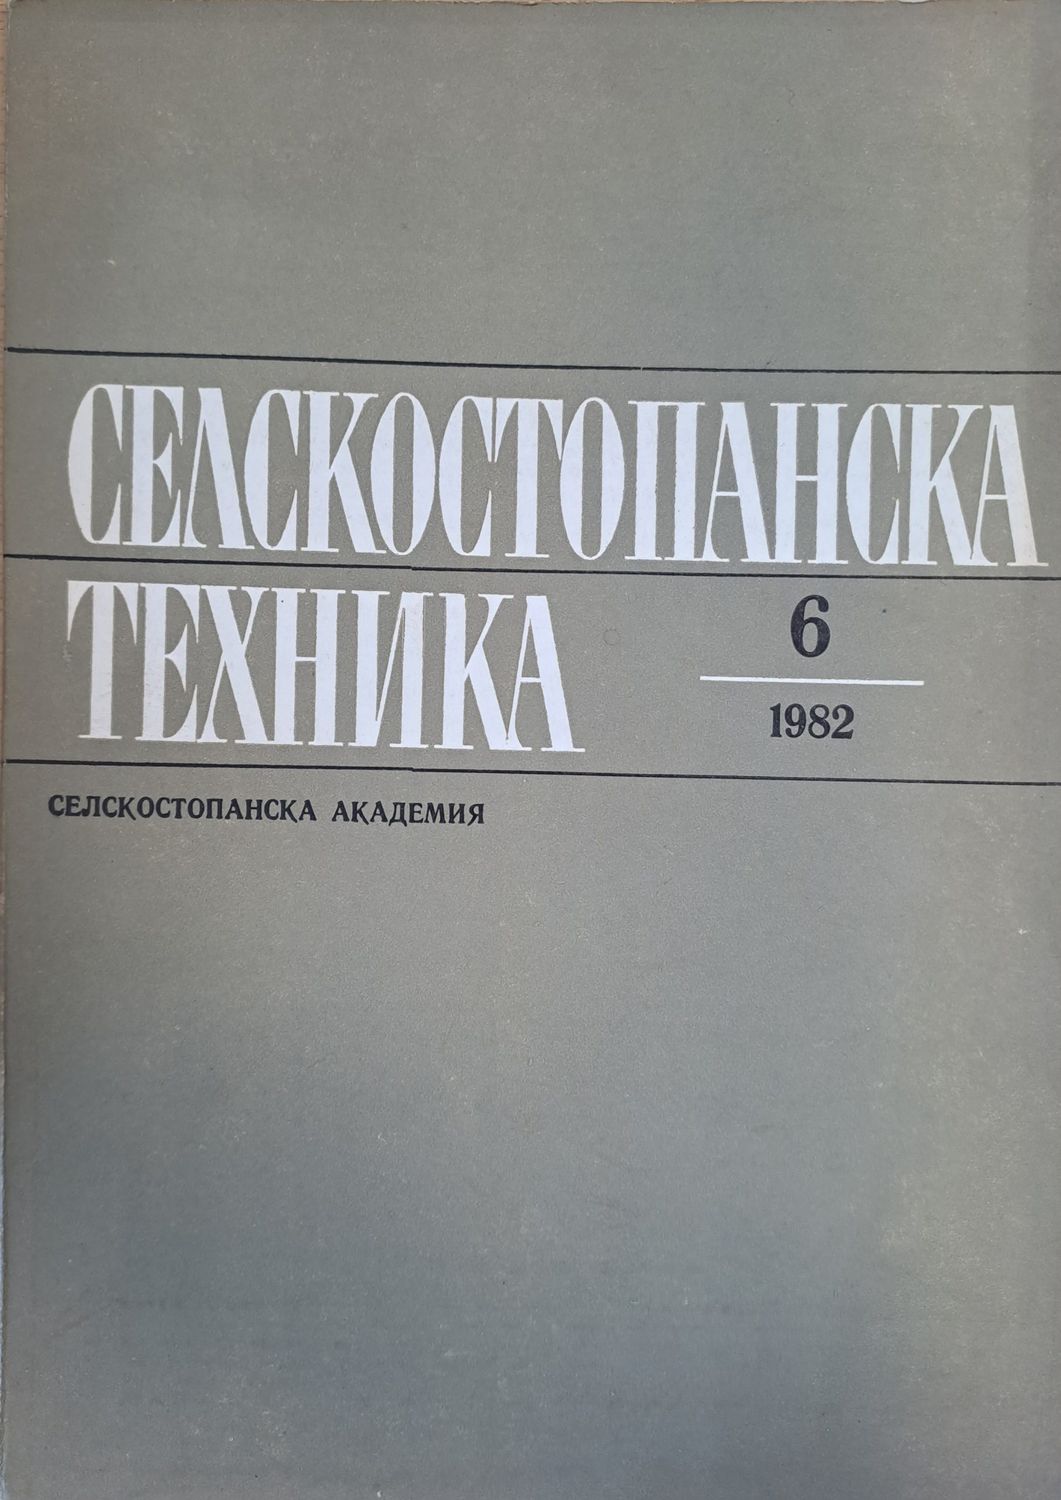 СЕЛСКОСТОПАНСКА
ТЕХНИКА
6
1982
СЕЛСКОСТОПАНСКА АКАДЕМИЯ